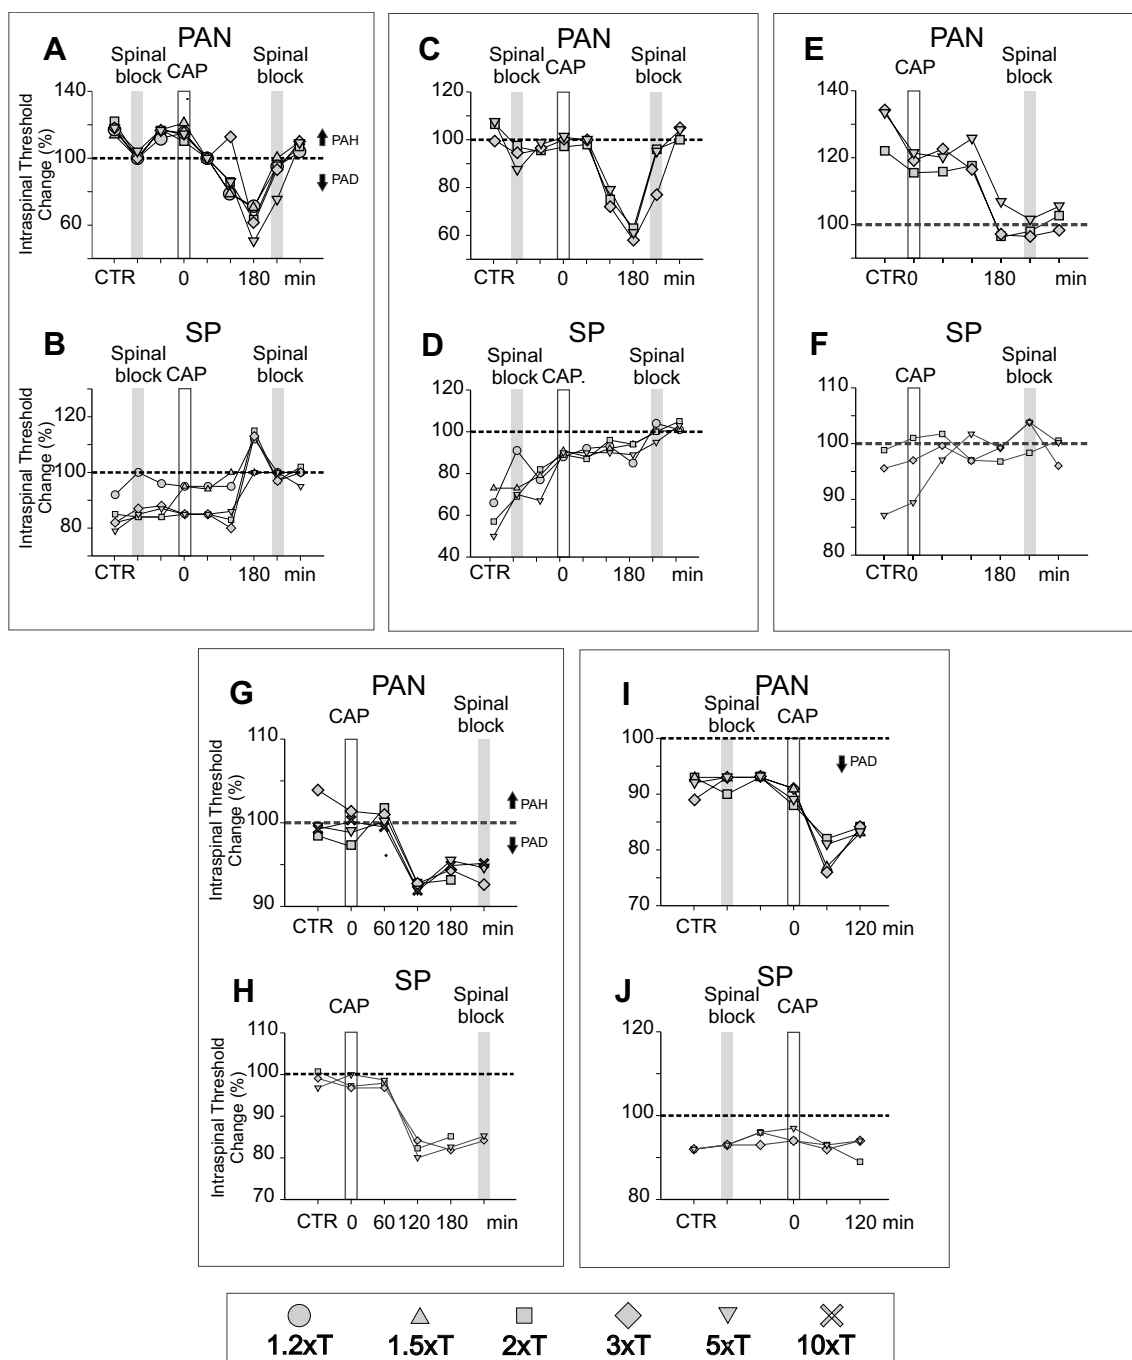 A
PAN
Spinal
block
CAP
Spinal
block
Intraspinal Threshold
Change (%)
140
100
60
PAH
PAD
CTR 0 180 min
B
SP
Spinal
block
CAP
Spinal
block
Intraspinal Threshold
Change (%)
120
100
80
CTR 0 180 min
C
PAN
Spinal
block
CAP
Spinal
block
120
100
80
60
CTR 0 180 min
D
SP
Spinal
block
CAP.
Spinal
block
120
100
80
60
40
CTR 0 180 min
E
PAN
CAP
Spinal
block
140
120
100
CTR 0 180 min
F
SP
CAP
Spinal
block
110
100
90
80
CTR 0 180 min
G
PAN
CAP
Spinal
block
Intraspinal Threshold
Change (%)
110
100
90
PAH
PAD
CTR 0 60 120 180 min
H
SP
CAP
Spinal
block
Intraspinal Threshold
Change (%)
110
100
90
80
70
CTR 0 60 120 180 min
I
PAN
Spinal
block
CAP
100
90
80
70
PAD
CTR 0 120 min
J
SP
Spinal
block
CAP
120
100
80
CTR 0 120 min
1.2xT 1.5xT 2xT 3xT 5xT 10xT